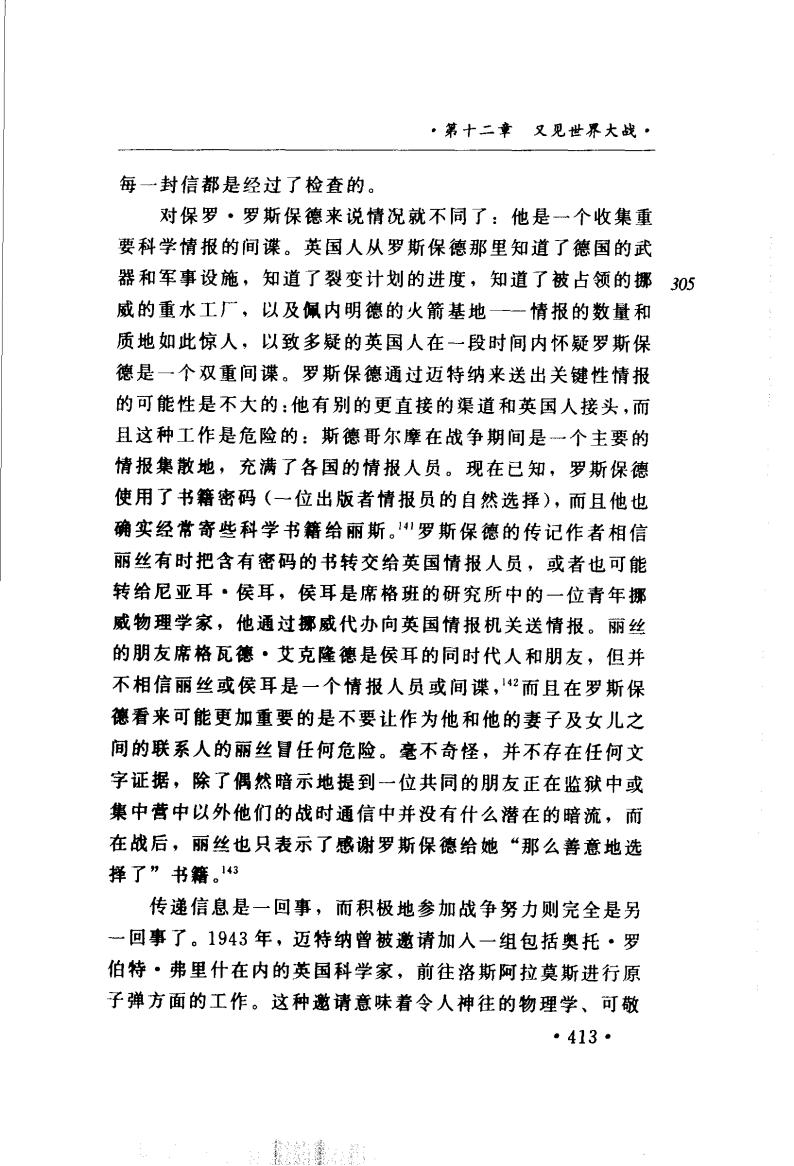 ·第十二章 又见世界大战·
每一封信都是经过了检查的。
对保罗·罗斯保德来说情况就不同了：他是一个收集重
要科学情报的间谍。英国人从罗斯保德那里知道了德国的武
器和军事设施，知道了裂变计划的进度，知道了被占领的挪 305
威的重水工厂，以及佩内明德的火箭基地——情报的数量和
质地如此惊人，以致多疑的英国人在一段时间内怀疑罗斯保
德是一个双重间谍。罗斯保德通过迈特纳来送出关键性情报
的可能性是不大的：他有别的更直接的渠道和英国人接头，而
且这种工作是危险的：斯德哥尔摩在战争期间是一个主要的
情报集散地，充满了各国的情报人员。现在已知，罗斯保德
使用了书籍密码（一位出版者情报员的自然选择），而且他也
确实经常寄些科学书籍给丽斯。¹⁴¹罗斯保德的传记作者相信
丽丝有时把含有密码的书转交给英国情报人员，或者也可能
转给尼亚耳·侯耳，侯耳是席格班的研究所中的一位青年挪
威物理学家，他通过挪威代办向英国情报机关送情报。丽丝
的朋友席格瓦德·艾克隆德是侯耳的同时代人和朋友，但并
不相信丽丝或侯耳是一个情报人员或间谍，¹⁴²而且在罗斯保
德看来可能更加重要的是不要让作为他和他的妻子及女儿之
间的联系人的丽丝冒任何危险。毫不奇怪，并不存在任何文
字证据，除了偶然暗示地提到一位共同的朋友正在监狱中或
集中营中以外他们的战时通信中并没有什么潜在的暗流，而
在战后，丽丝也只表示了感谢罗斯保德给她“那么善意地选
择了”书籍。¹⁴³
传递信息是一回事，而积极地参加战争努力则完全是另
一回事了。1943年，迈特纳曾被邀请加入一组包括奥托·罗
伯特·弗里什在内的英国科学家，前往洛斯阿拉莫斯进行原
子弹方面的工作。这种邀请意味着令人神往的物理学、可敬
·413·